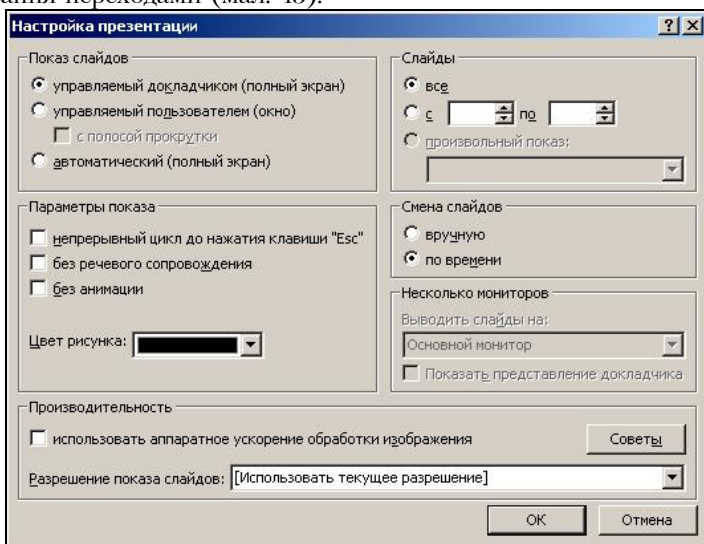 переходами
Настройка презентации
Показ слайдов
управляемый докладчиком (полный экран)
управляемый пользователем (окно)
с полосой прокрутки
автоматический (полный экран)
Слайды
все
с по
произвольный показ:
Параметры показа
непрерывный цикл до нажатия клавиши "Esc"
без речевого сопровождения
без анимации
Цвет рисунка:
Смена слайдов
вручную
по времени
Несколько мониторов
Выводить слайды на:
Основной монитор
Показать представление докладчика
Производительность
использовать аппаратное ускорение обработки изображения
Советы
Разрешение показа слайдов: [Использовать текущее разрешение]
ОК Отмена